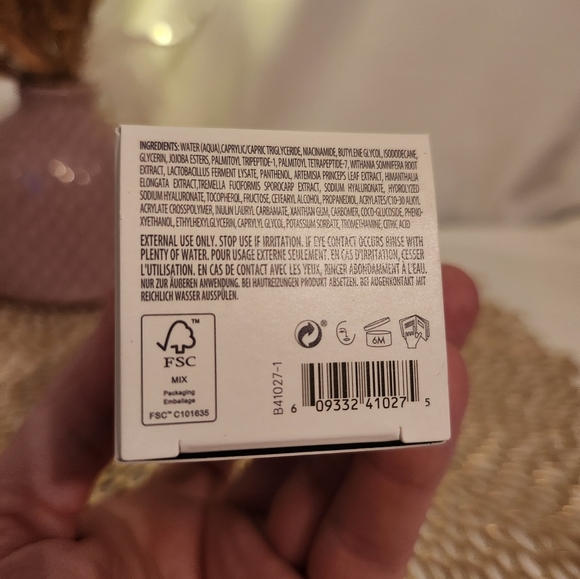 INGREDIENTS: WATER (AQUA), CAPRYLIC/CAPRIC TRIGLYCERIDE, NIACINAMIDE, BUTYLENE GLYCOL, ISODODECANE,
GLYCERIN, JOJOBA ESTERS, PALMITOYL TRIPEPTIDE-1, PALMITOYL TETRAPEPTIDE-7, WITHANIA SOMNIFERA ROOT
EXTRACT, LACTOBACILLUS FERMENT LYSATE, PANTHENOL, ARTEMISIA PRINCEPS LEAF EXTRACT, HIMANTHALIA
ELONGATA EXTRACT,TREMELLA FUCIFORMIS SPOROCARP EXTRACT, SODIUM HYALURONATE, HYDROLYZED
SODIUM HYALURONATE, TOCOPHEROL, FRUCTOSE, CETEARYL ALCOHOL, PROPANEDIOL, ACRYLATES/C10-30 ALKYL
ACRYLATE CROSSPOLYMER, INULIN LAURYL CARBAMATE, XANTHAN GUM, CARBOMER, COCO-GLUCOSIDE, PHENO-
XYETHANOL, ETHYLHEXYLGLYCERIN, CAPRYLYL GLYCOL, POTASSIUM SORBATE, TROMETHAMINE, CITRIC ACID
EXTERNAL USE ONLY. STOP USE IF IRRITATION. IF EYE CONTACT OCCURS RINSE WITH
PLENTY OF WATER. POUR USAGE EXTERNE SEULEMENT. EN CAS D'IRRITATION, CESSER
L'UTILISATION. EN CAS DE CONTACT AVEC LES YEUX, RINCER ABONDAMMENT À L'EAU.
NUR ZUR ÄUßEREN ANWENDUNG. BEI HAUTREIZUNGEN PRODUKT ABSETZEN. BEI AUGENKONTAKT MIT
REICHLICH WASSER AUSSPÜLEN.
™
FSC
MIX
Packaging
Emballage
FSC™ C101635
®
6M
B41027-1
6 09332 41027 5